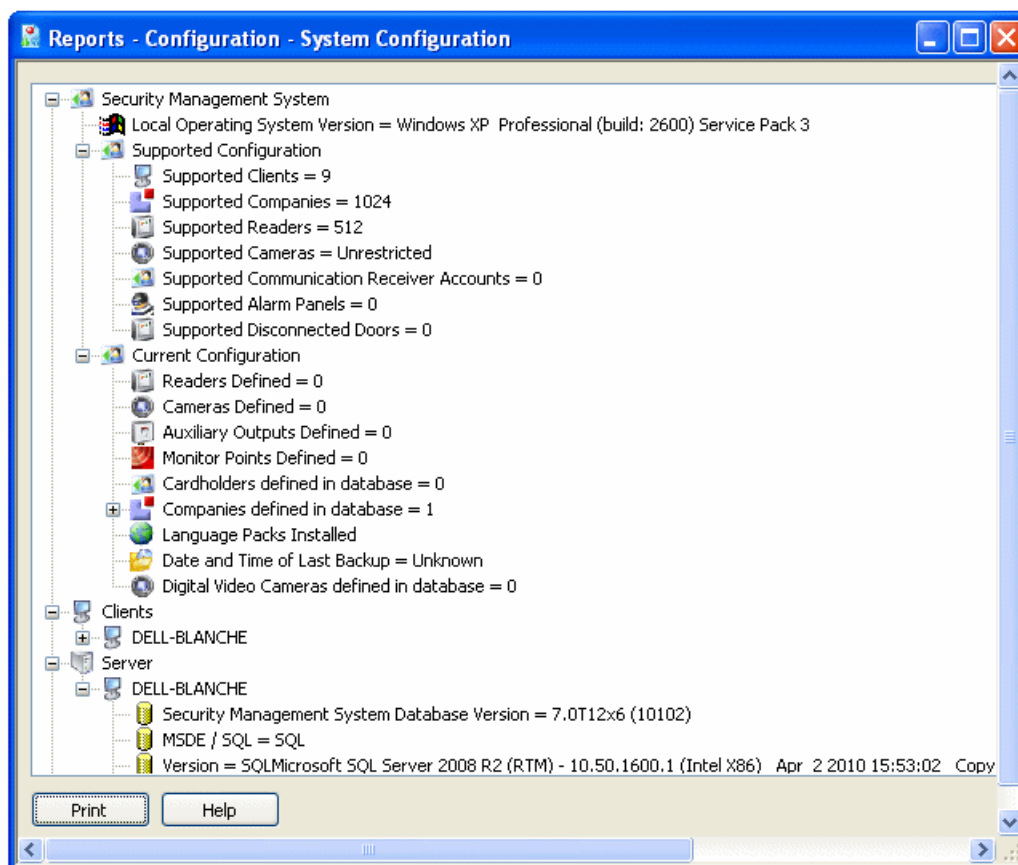 Reports - Configuration - System Configuration
Security Management System
Local Operating System Version = Windows XP Professional (build: 2600) Service Pack 3
Supported Configuration
Supported Clients = 9
Supported Companies = 1024
Supported Readers = 512
Supported Cameras = Unrestricted
Supported Communication Receiver Accounts = 0
Supported Alarm Panels = 0
Supported Disconnected Doors = 0
Current Configuration
Readers Defined = 0
Cameras Defined = 0
Auxiliary Outputs Defined = 0
Monitor Points Defined = 0
Cardholders defined in database = 0
Companies defined in database = 1
Language Packs Installed
Date and Time of Last Backup = Unknown
Digital Video Cameras defined in database = 0
Clients
DELL-BLANCHE
Server
DELL-BLANCHE
Security Management System Database Version = 7.0T12x6 (10102)
MSDE / SQL = SQL
Version = SQLMicrosoft SQL Server 2008 R2 (RTM) - 10.50.1600.1 (Intel X86) Apr 2 2010 15:53:02 Copy
Print Help